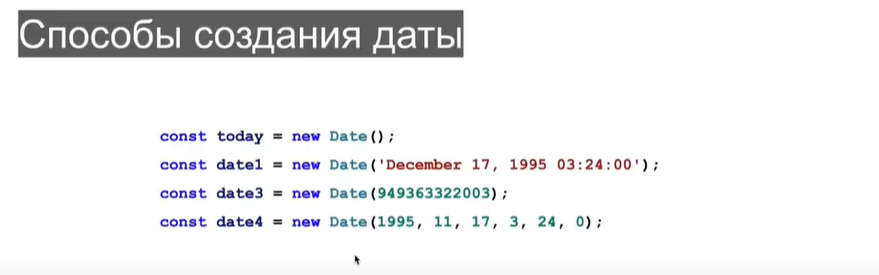 Способы создания даты
const today = new Date();
const date1 = new Date('December 17, 1995 03:24:00');
const date3 = new Date(949363322003);
const date4 = new Date(1995, 11, 17, 3, 24, 0);